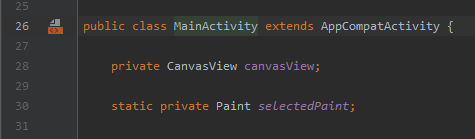 25
26 public class MainActivity extends AppCompatActivity {
27
28 private CanvasView canvasView;
29
30 static private Paint selectedPaint;
31